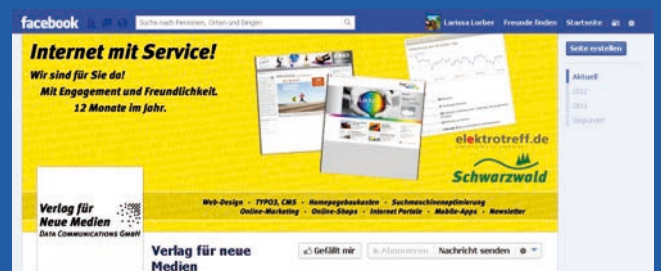 facebook
Suche nach Personen, Orten und Dingen
Larissa Lorber Freunde finden Startseite
Internet mit Service!
Wir sind für Sie da!
Mit Engagement und Freundlichkeit.
12 Monate im Jahr.
Seite erstellen
Aktuell
2012
2011
Gegründet
elektrotreff.de
Schwarzwald
Web-Design - TYPO3, CMS - Homepagebaukasten - Suchmaschinenoptimierung
Online-Marketing - Online-Shops - Internet Portale - Mobile-Apps - Newsletter
Verlag für
Neue Medien
DATA COMMUNICATIONS GMBH
Verlag für neue
Medien
Gefällt mir
Abonnieren
Nachricht senden